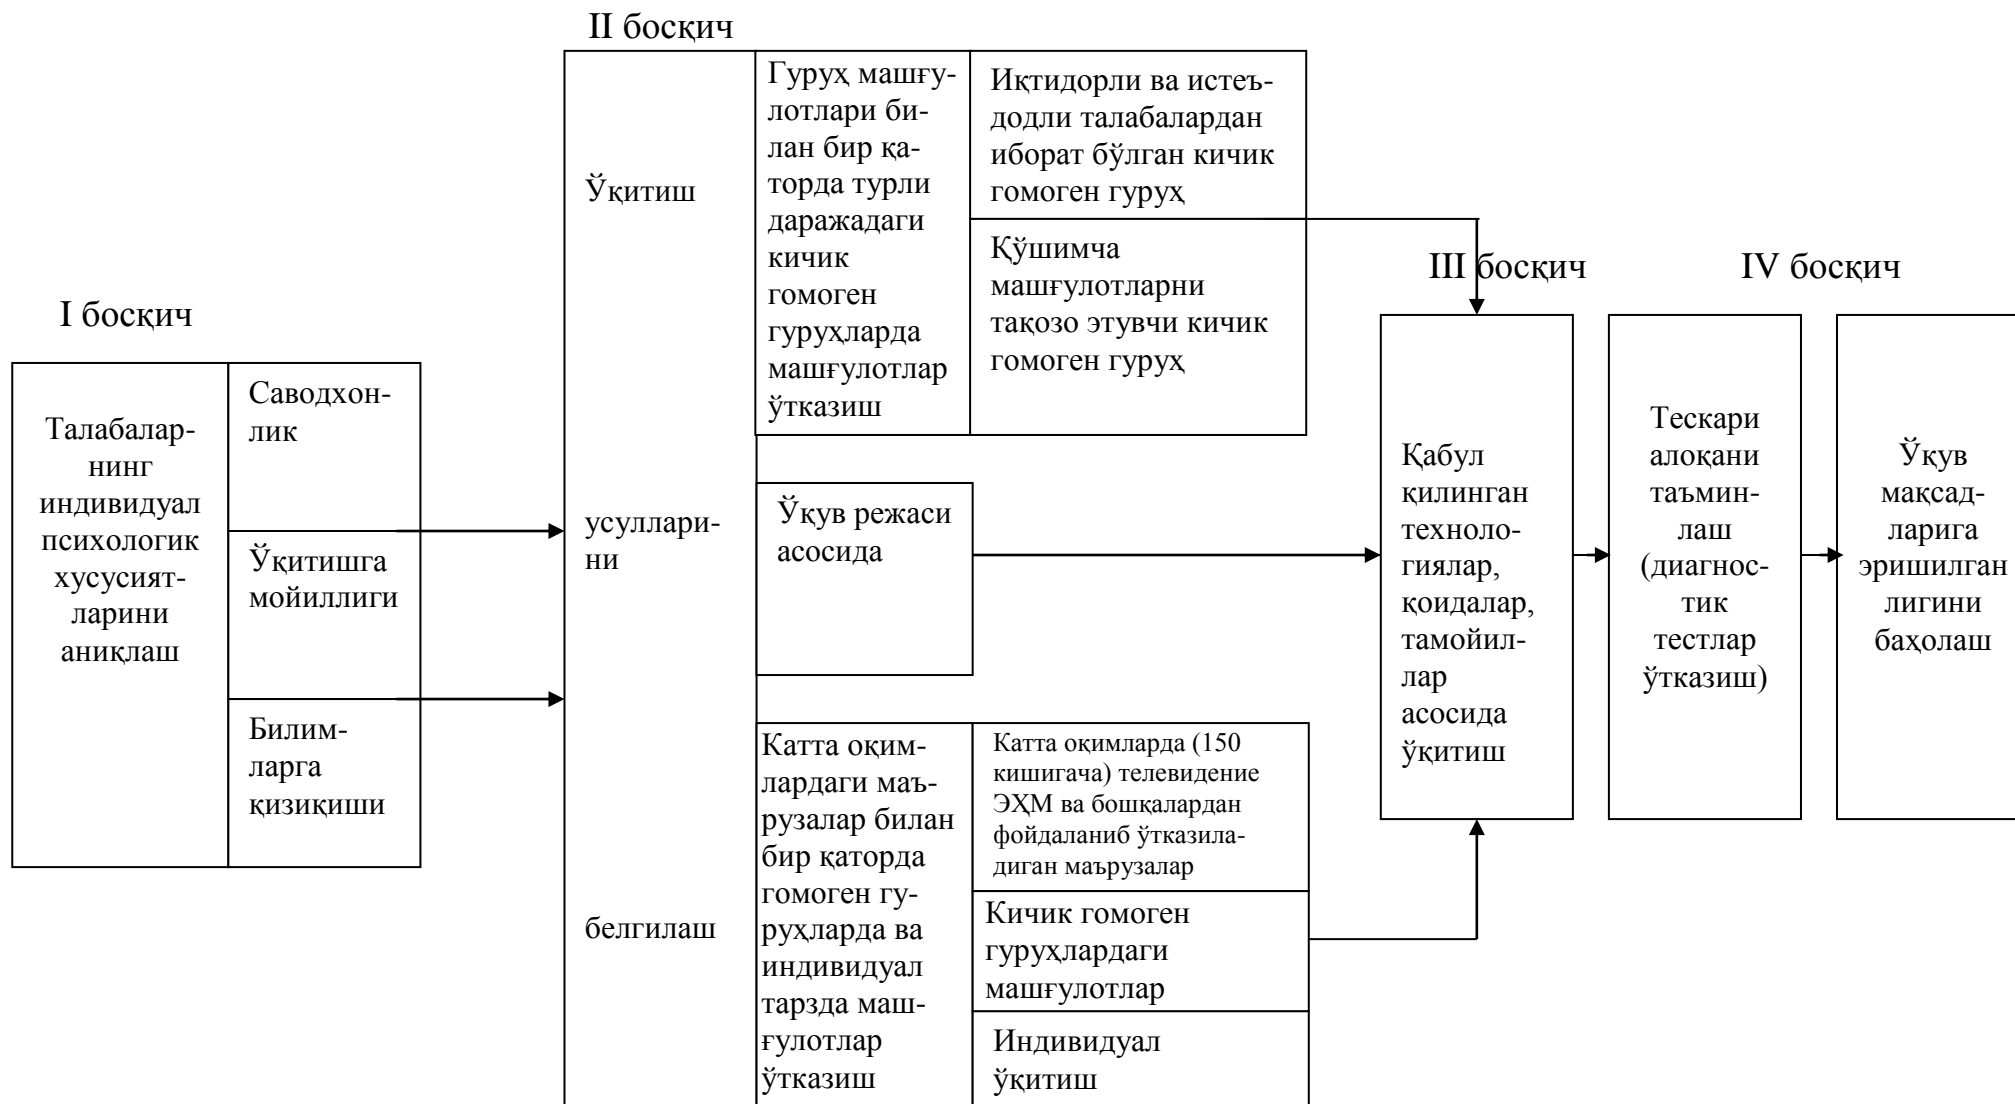 II босқич
Ўқитиш
усуллари-
ни
белгилаш
Гуруҳ машғу-
лотлари би-
лан бир қа-
торда турли
даражадаги
кичик
гомоген
гуруҳларда
машғулотлар
ўтказиш
Иқтидорли ва истеъ-
додли талабалардан
иборат бўлган кичик
гомоген гуруҳ
Қўшимча
машғулотларни
тақозо этувчи кичик
гомоген гуруҳ
III босқич
IV босқич
I босқич
Талабалар-
нинг
индивидуал
психологик
хусусият-
ларини
аниқлаш
Саводхон-
лик
Ўқитишга
мойиллиги
Билим-
ларга
қизиқиши
Ўқув режаси
асосида
Катта оқим-
лардаги маъ-
рузалар билан
бир қаторда
гомоген гу-
руҳларда ва
индивидуал
тарзда маш-
ғулотлар
ўтказиш
Катта оқимларда (150
кишигача) телевидение
ЭҲМ ва бошқалардан
фойдаланиб ўтказила-
диган маърузалар
Кичик гомоген
гуруҳлардаги
машғулотлар
Индивидуал
ўқитиш
Қабул
қилинган
техноло-
гиялар,
қоидалар,
тамойил-
лар
асосида
ўқитиш
Тескари
алоқани
таъмин-
лаш
(диагнос-
тик
тестлар
ўтказиш)
Ўқув
мақсад-
ларига
эришилган
лигини
баҳолаш